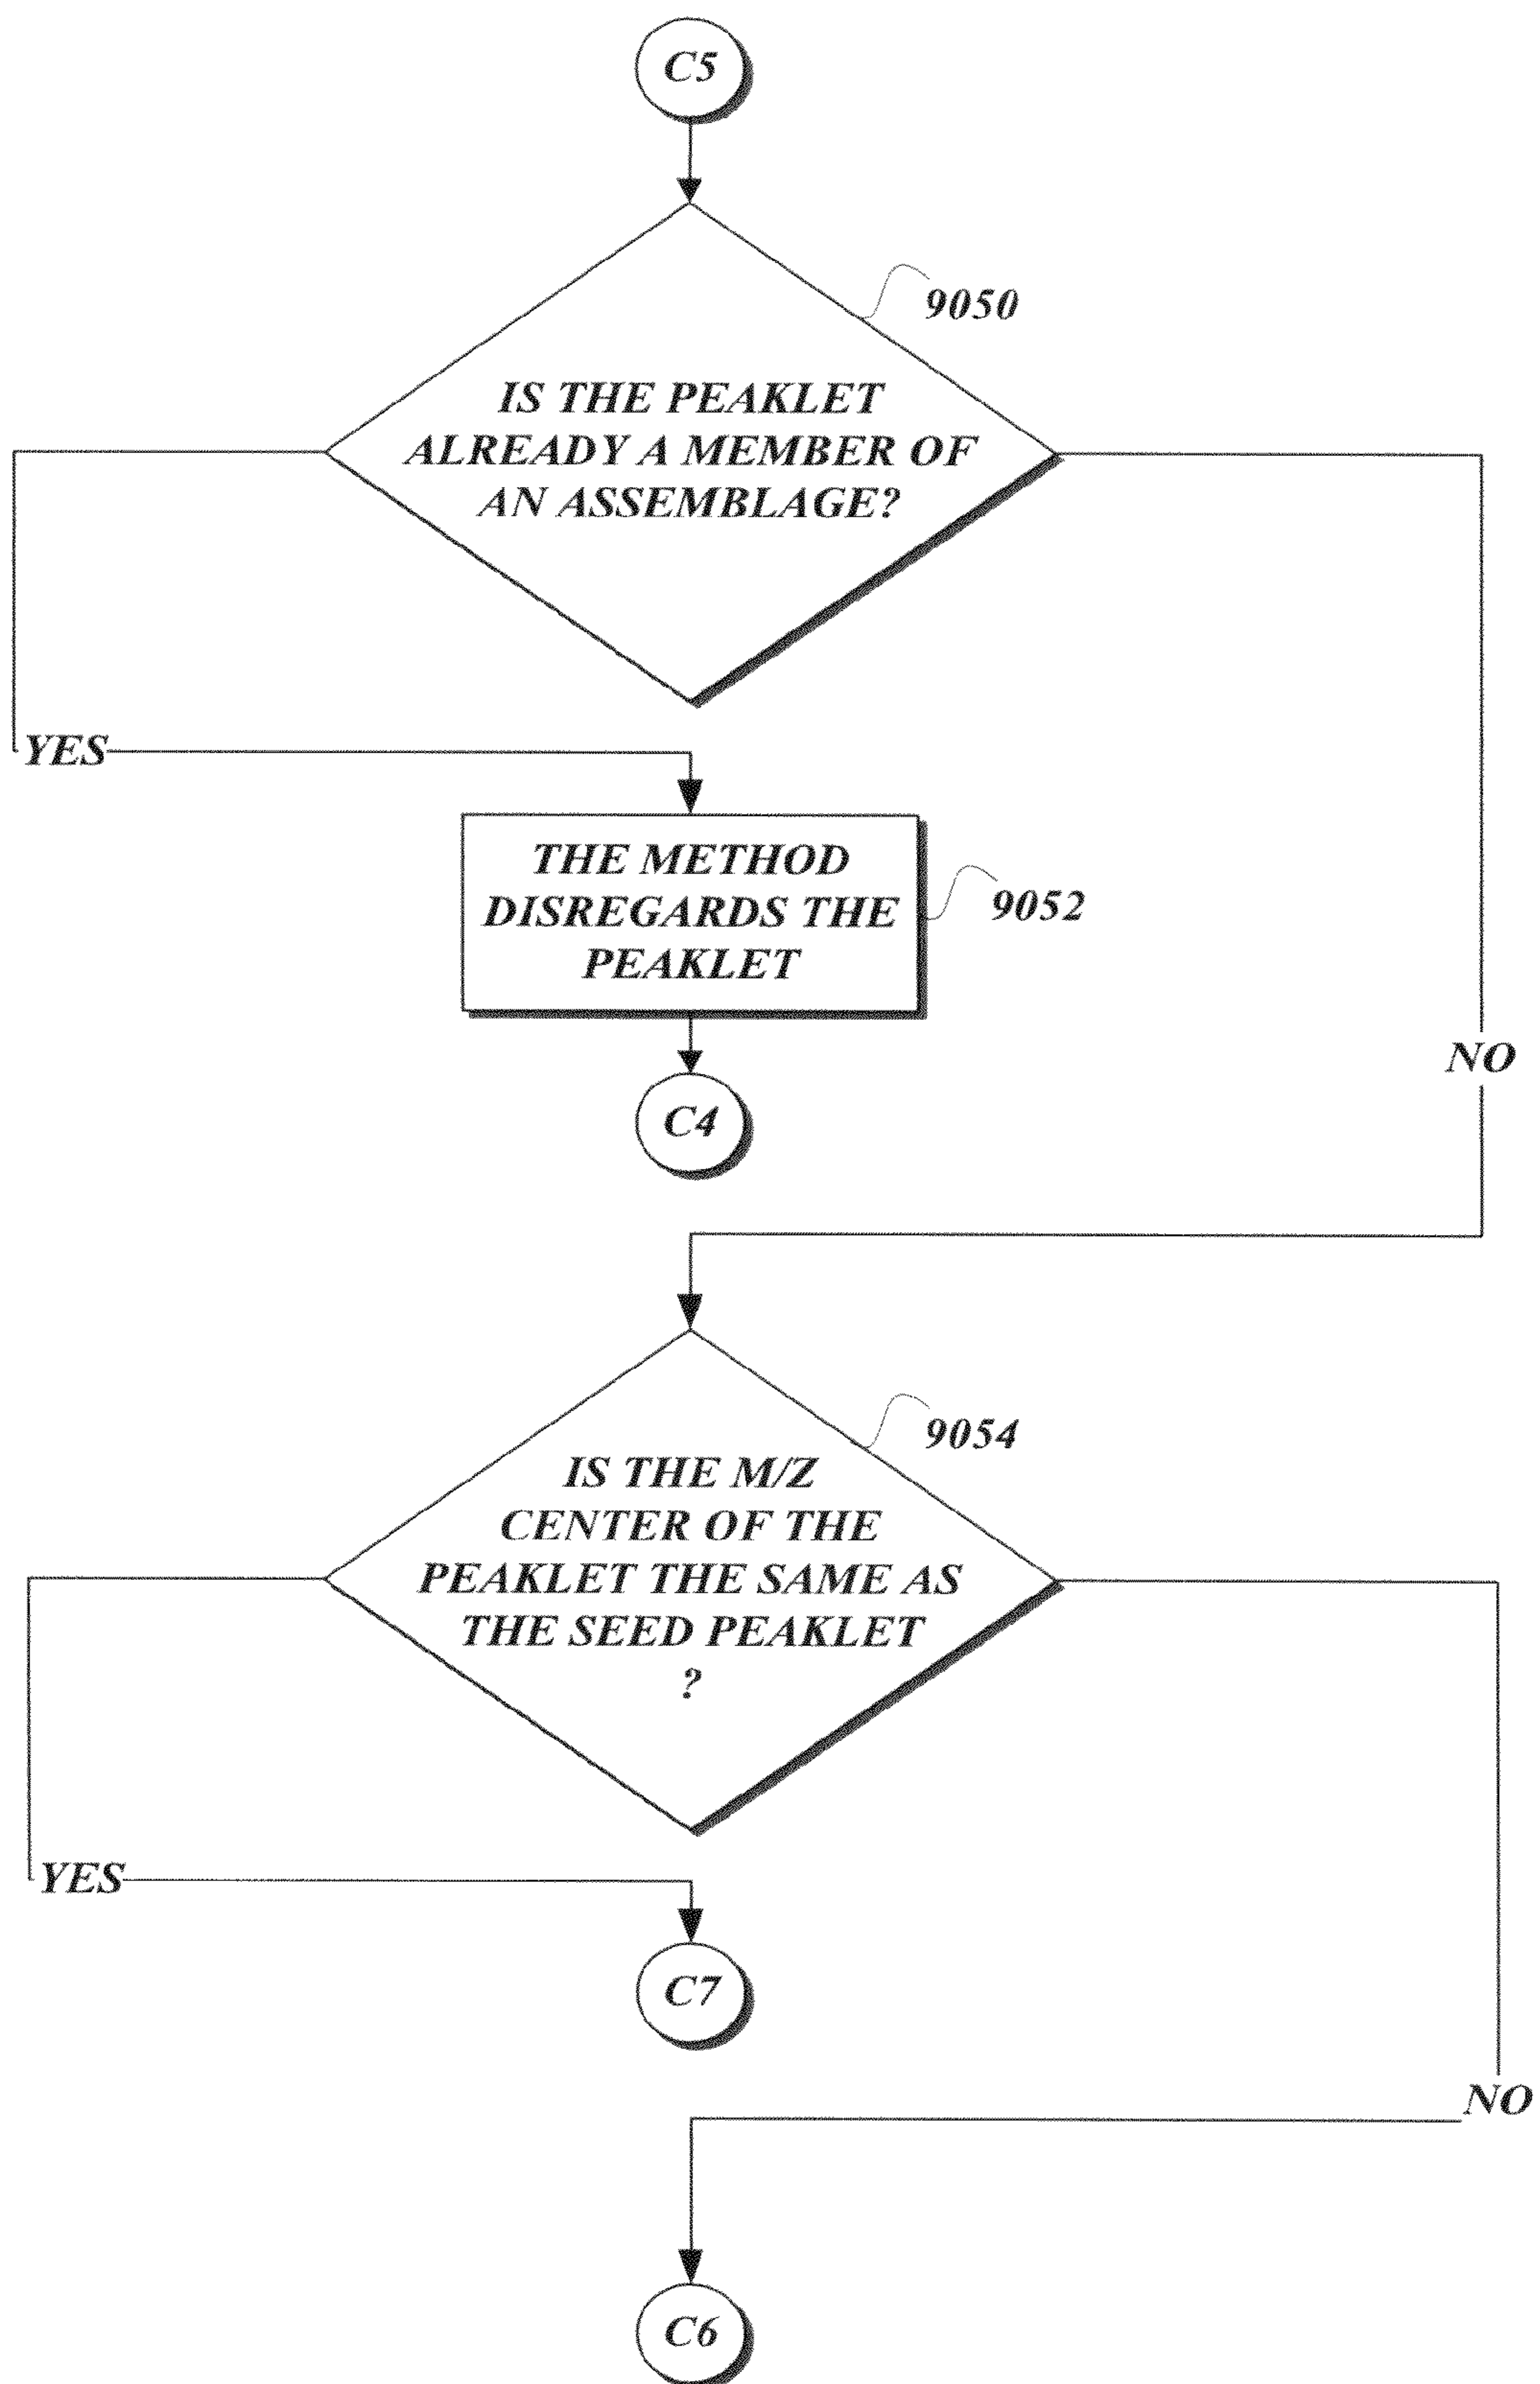 C5
9050
IS THE PEAKLET
ALREADY A MEMBER OF
AN ASSEMBLAGE?
YES
THE METHOD
DISREGARDS THE
PEAKLET
9052
NO
C4
9054
IS THE M/Z
CENTER OF THE
PEAKLET THE SAME AS
THE SEED PEAKLET
?
YES
C7
NO
C6